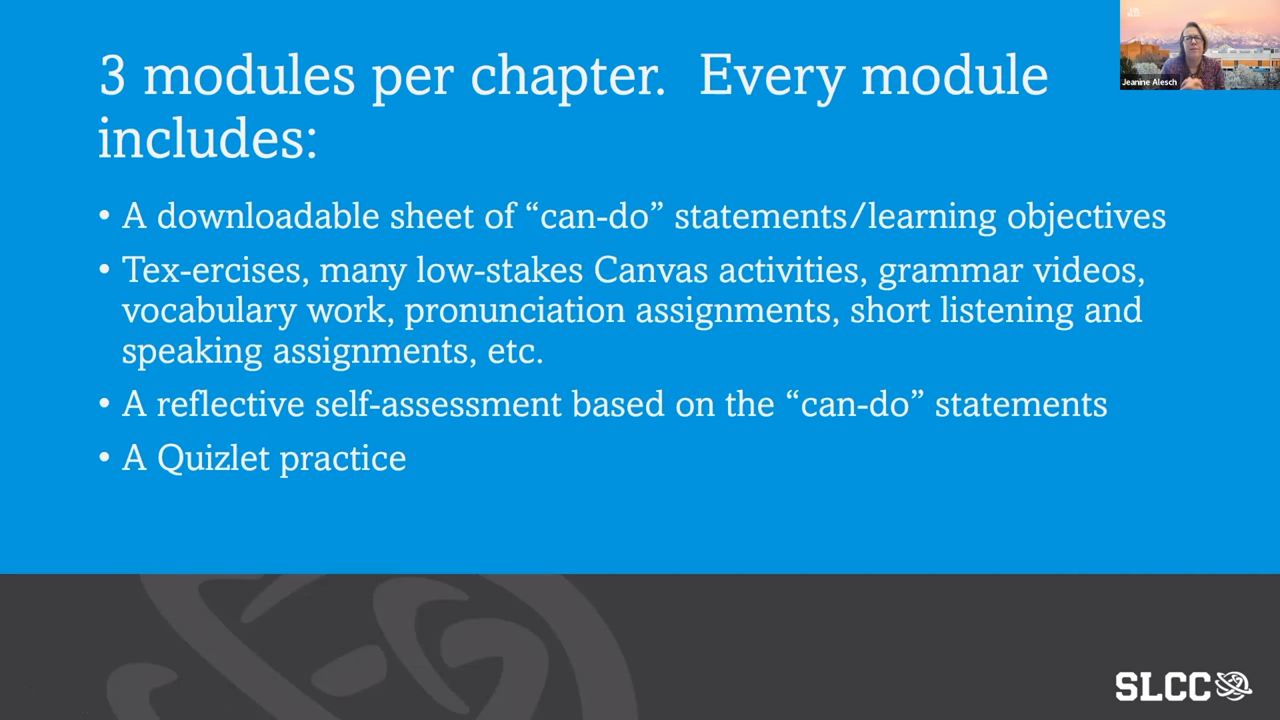 3 modules per chapter.  Every module
includes:
• A downloadable sheet of “can-do” statements/learning objectives
• Tex-ercises, many low-stakes Canvas activities, grammar videos,
vocabulary work, pronunciation assignments, short listening and
speaking assignments, etc.
• A reflective self-assessment based on the “can-do” statements
• A Quizlet practice
Jeanine Alesch
SLCC